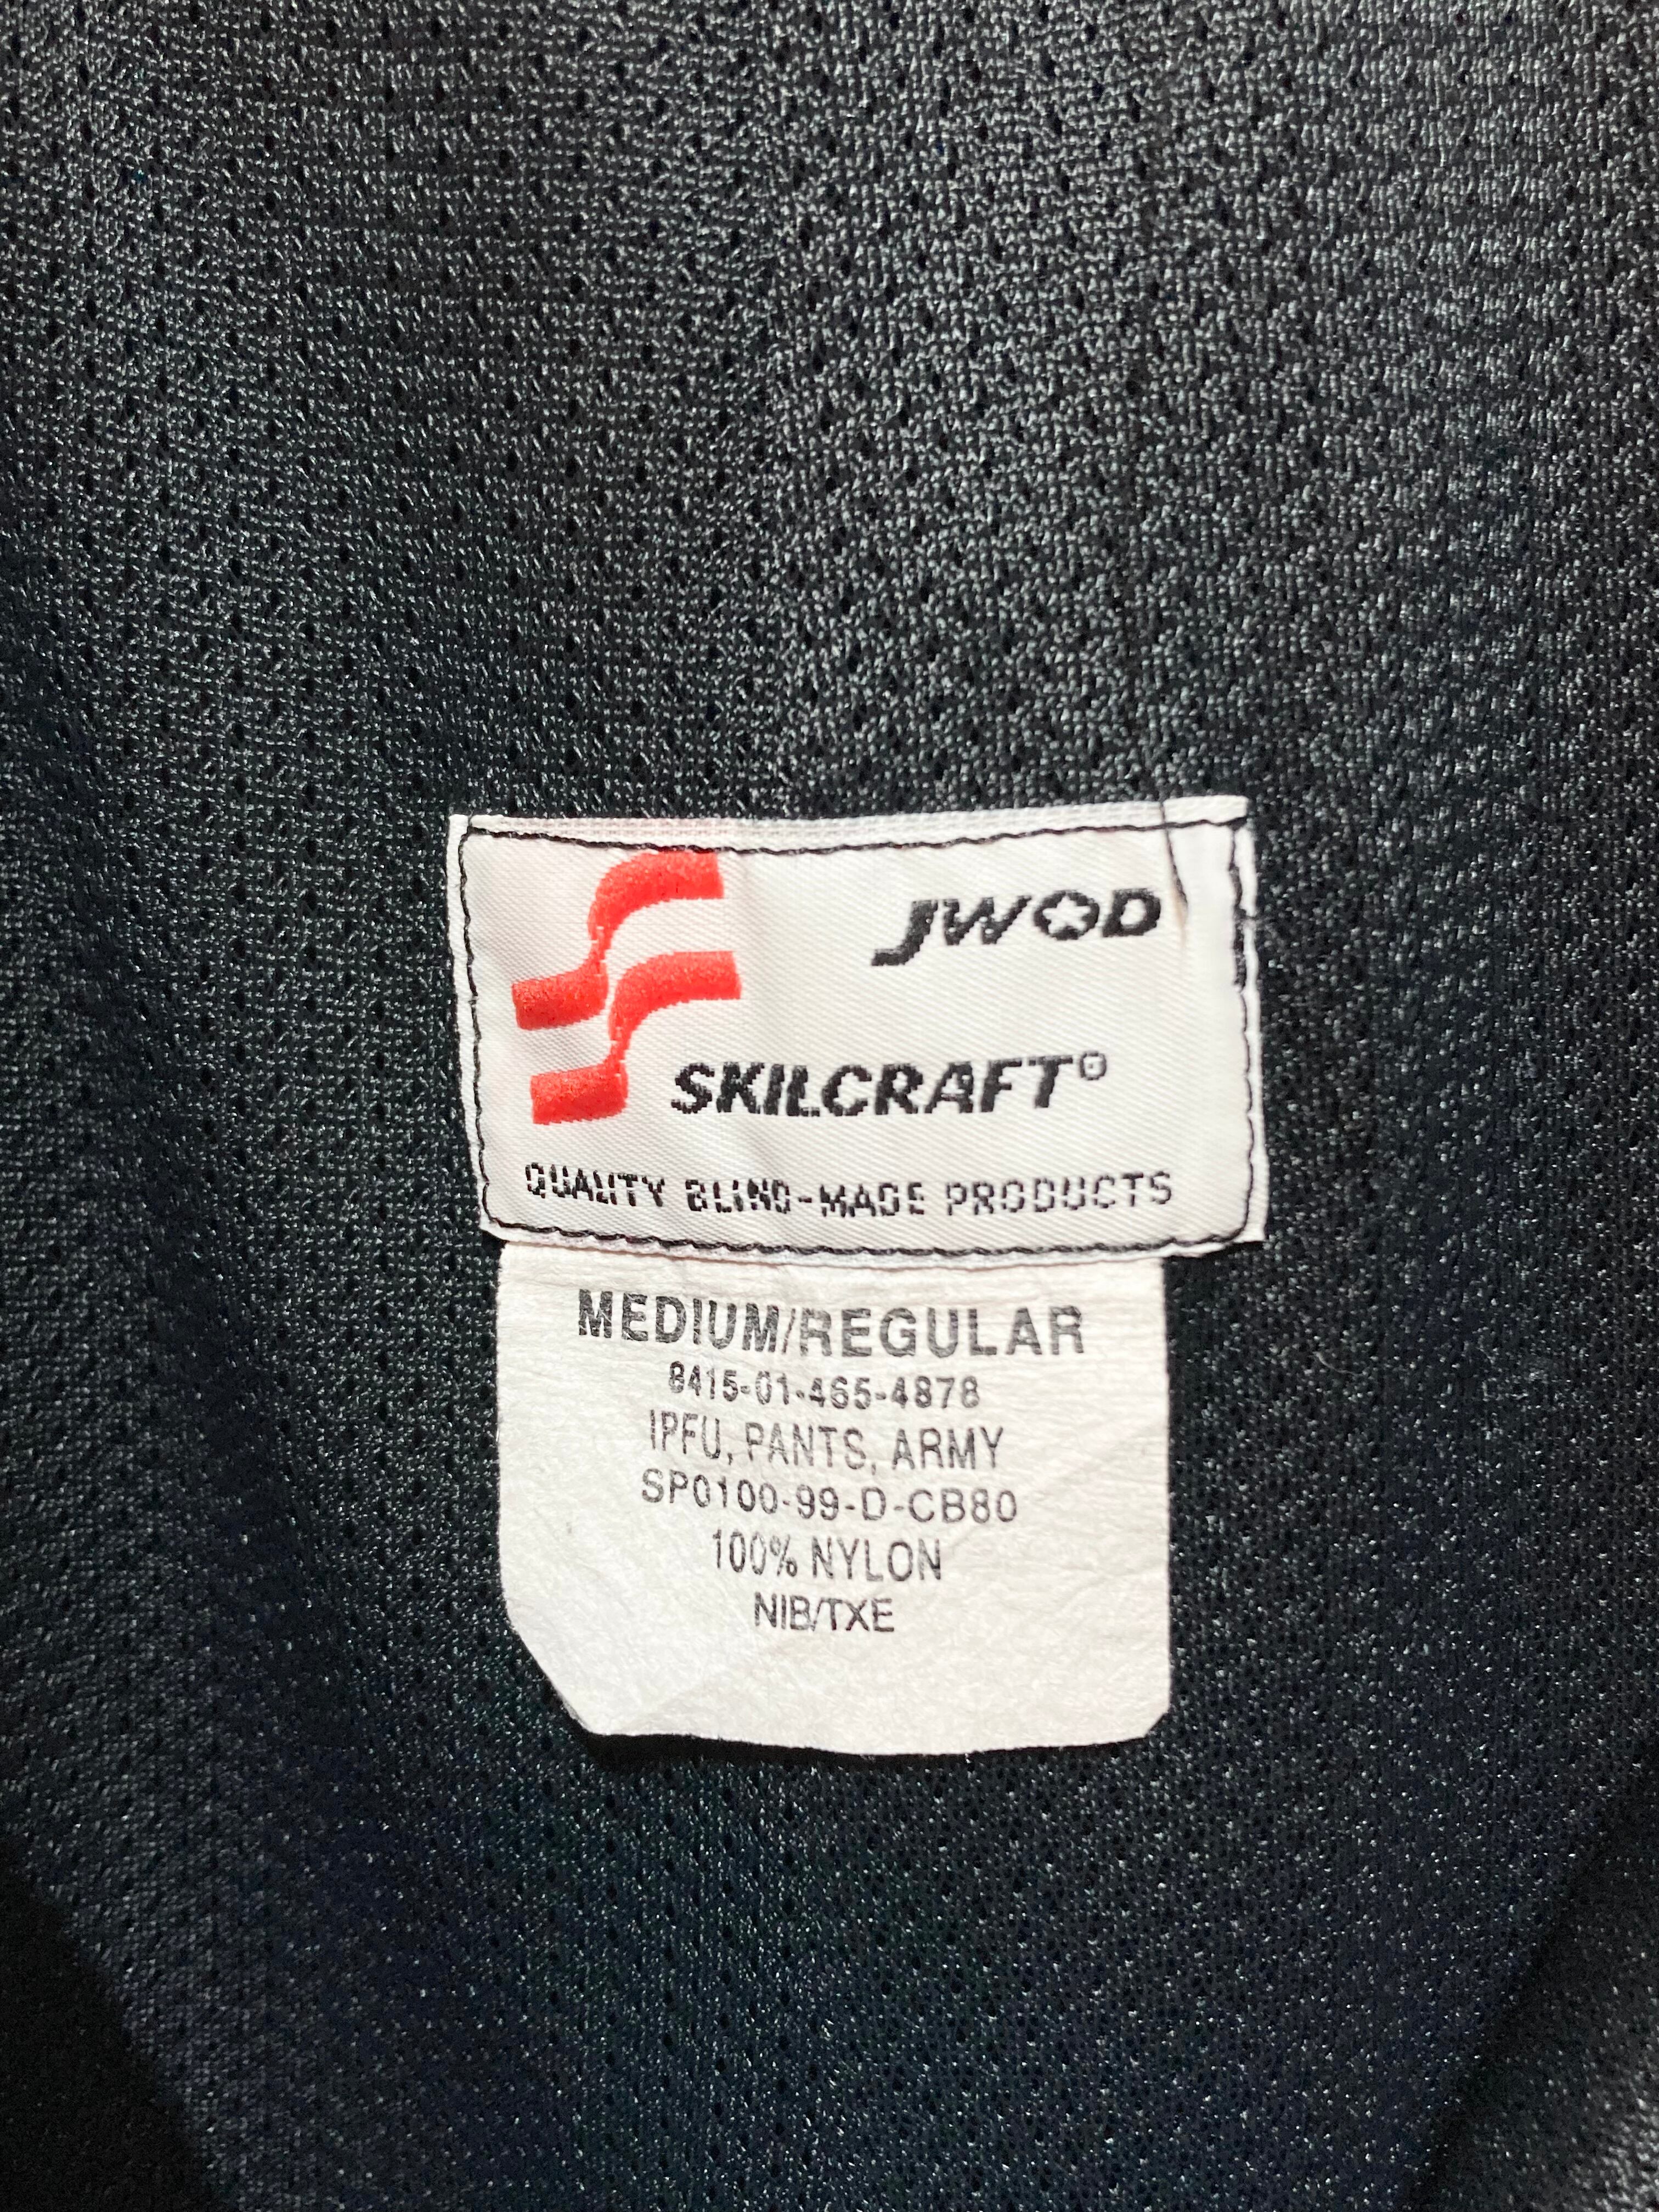 JWOD
SKILCRAFT®
QUALITY BLIND-MADE PRODUCTS
MEDIUM/REGULAR
8415-01-465-4878
IPFU, PANTS, ARMY
SP0100-99-D-CB80
100% NYLON
NIB/TXE